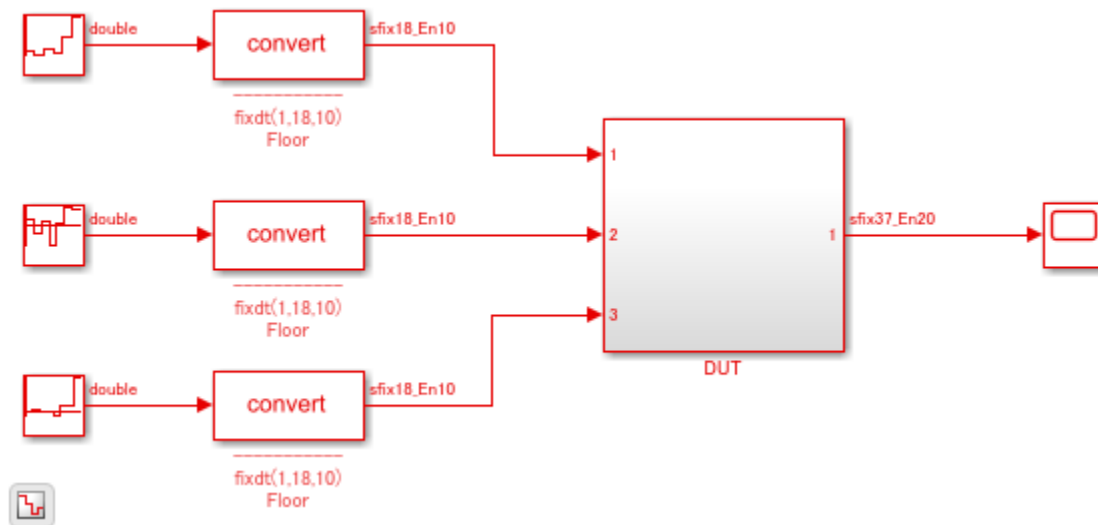 double
convert
sfix18_En10
fixdt(1,18,10)
Floor
1
double
convert
sfix18_En10
2
1
sfix37_En20
fixdt(1,18,10)
Floor
3
DUT
double
convert
sfix18_En10
fixdt(1,18,10)
Floor